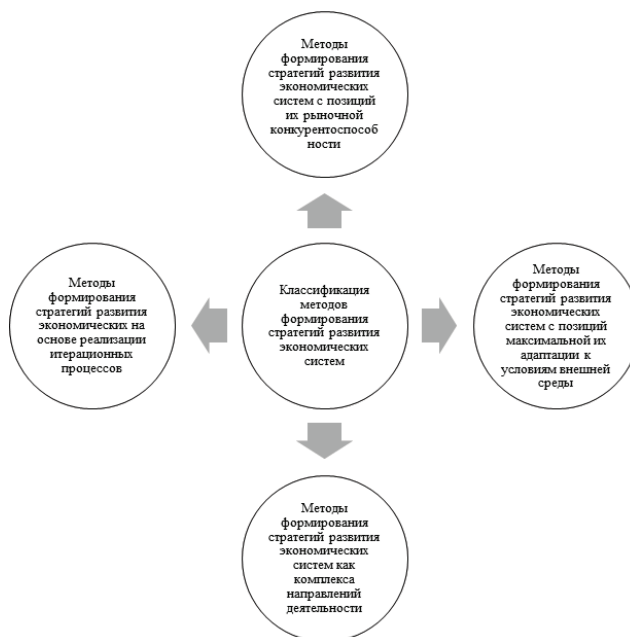 Методы
формирования
стратегий развития
экономических
систем с позиций
их рыночной
конкурентоспособ
ности
Методы
формирования
стратегий развития
экономических на
основе реализации
итерационных
процессов
Классификация
методов
формирования
стратегий развития
экономических
систем
Методы
формирования
стратегий развития
экономических
систем с позиций
максимальной их
адаптации к
условиям внешней
среды
Методы
формирования
стратегий развития
экономических
систем как
комплекса
направлений
деятельности